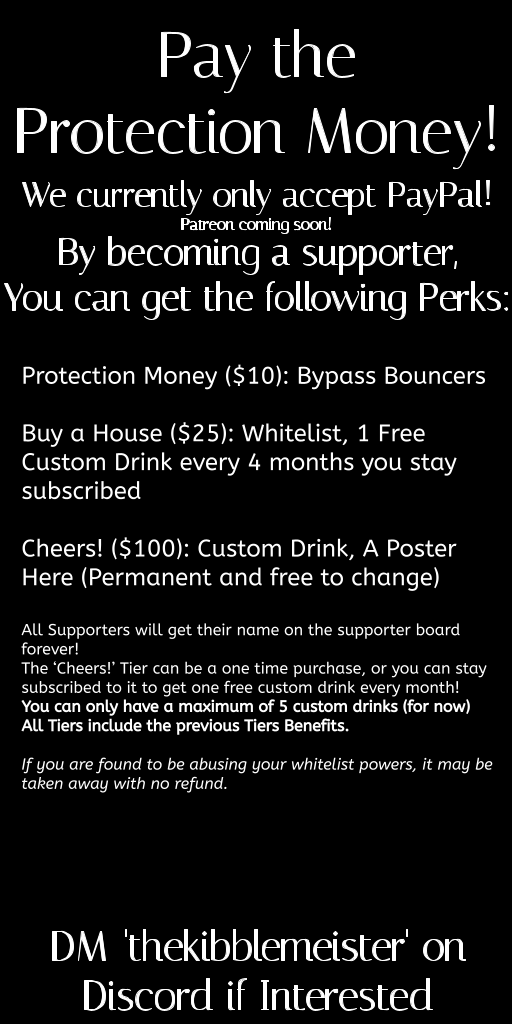 Pay the
Protection Money!
We currently only accept PayPal!
Patreon coming soon!
By becoming a supporter,
You can get the following Perks:
Protection Money ($10): Bypass Bouncers
Buy a House ($25): Whitelist, 1 Free
Custom Drink every 4 months you stay
subscribed
Cheers! ($100): Custom Drink, A Poster
Here (Permanent and free to change)
All Supporters will get their name on the supporter board
forever!
The ‘Cheers!’ Tier can be a one time purchase, or you can stay
subscribed to it to get one free custom drink every month!
You can only have a maximum of 5 custom drinks (for now)
All Tiers include the previous Tiers Benefits.
If you are found to be abusing your whitelist powers, it may be
taken away with no refund.
DM 'thekibblemeister' on
Discord if Interested